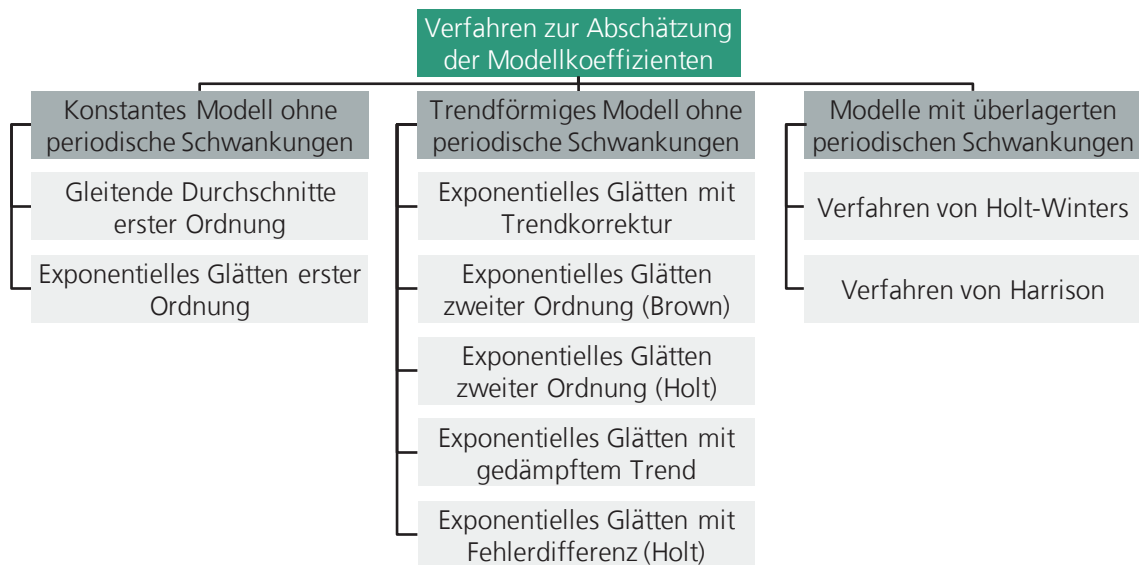 Verfahren zur Abschätzung
der Modellkoeffizienten
Konstantes Modell ohne
periodische Schwankungen
Gleitende Durchschnitte
erster Ordnung
Exponentielles Glätten erster
Ordnung
Trendförmiges Modell ohne
periodische Schwankungen
Exponentielles Glätten mit
Trendkorrektur
Exponentielles Glätten
zweiter Ordnung (Brown)
Exponentielles Glätten
zweiter Ordnung (Holt)
Exponentielles Glätten mit
gedämpftem Trend
Exponentielles Glätten mit
Fehlerdifferenz (Holt)
Modelle mit überlagerten
periodischen Schwankungen
Verfahren von Holt-Winters
Verfahren von Harrison